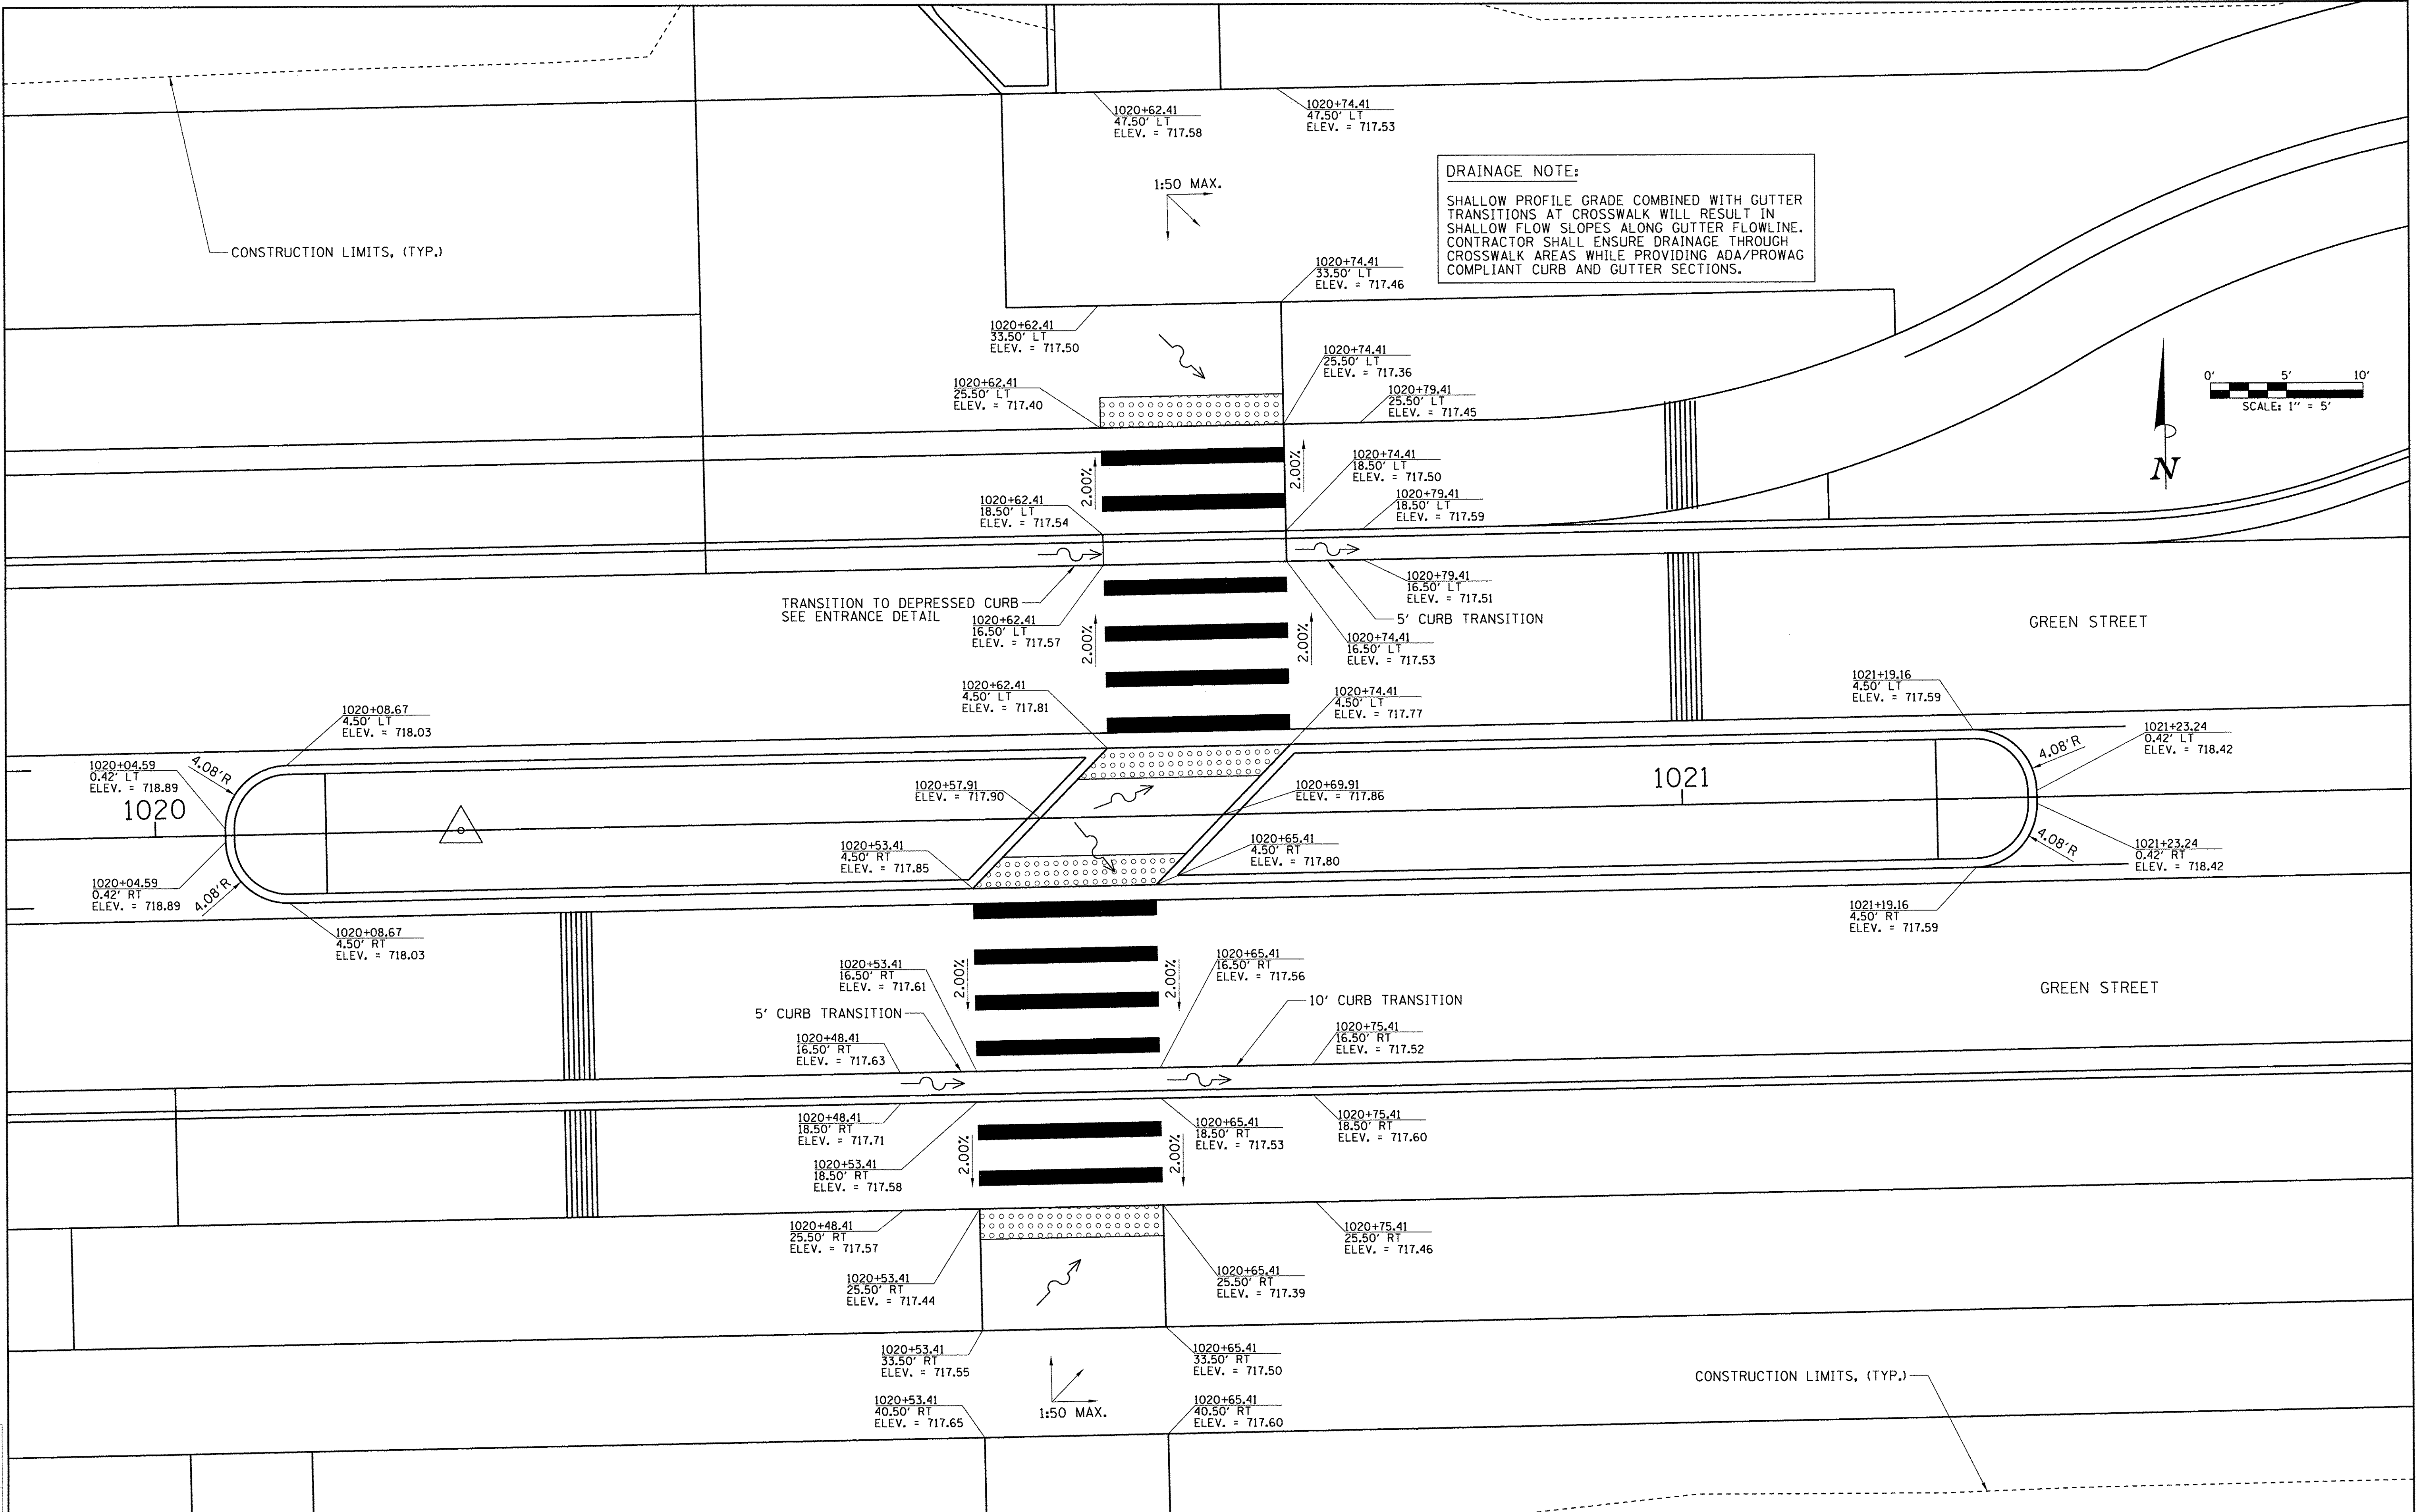 1020+62.41
47.50' LT
ELEV. = 717.58
1020+74.41
47.50' LT
ELEV. = 717.53
1:50 MAX.
DRAINAGE NOTE:
SHALLOW PROFILE GRADE COMBINED WITH GUTTER
TRANSITIONS AT CROSSWALK WILL RESULT IN
SHALLOW FLOW SLOPES ALONG GUTTER FLOWLINE.
CONTRACTOR SHALL ENSURE DRAINAGE THROUGH
CROSSWALK AREAS WHILE PROVIDING ADA/PROWAG
COMPLIANT CURB AND GUTTER SECTIONS.
CONSTRUCTION LIMITS, (TYP.)
1020+74.41
33.50' LT
ELEV. = 717.46
1020+62.41
33.50' LT
ELEV. = 717.50
1020+74.41
25.50' LT
ELEV. = 717.36
1020+62.41
25.50' LT
ELEV. = 717.40
1020+79.41
25.50' LT
ELEV. = 717.45
0' 5' 10'
SCALE: 1" = 5'
N
2.00%
2.00%
1020+74.41
18.50' LT
ELEV. = 717.50
1020+62.41
18.50' LT
ELEV. = 717.54
1020+79.41
18.50' LT
ELEV. = 717.59
1020+79.41
16.50' LT
ELEV. = 717.51
TRANSITION TO DEPRESSED CURB
SEE ENTRANCE DETAIL
5' CURB TRANSITION
1020+62.41
16.50' LT
ELEV. = 717.57
2.00%
2.00%
1020+74.41
16.50' LT
ELEV. = 717.53
GREEN STREET
1020+62.41
4.50' LT
ELEV. = 717.81
1020+74.41
4.50' LT
ELEV. = 717.77
1021+19.16
4.50' LT
ELEV. = 717.59
1020+08.67
4.50' LT
ELEV. = 718.03
1021+23.24
0.42' LT
ELEV. = 718.42
4.08'R
4.08'R
1020+04.59
0.42' LT
ELEV. = 718.89
1020
1020+57.91
ELEV. = 717.90
1020+69.91
ELEV. = 717.86
1021
1020+53.41
4.50' RT
ELEV. = 717.85
1020+65.41
4.50' RT
ELEV. = 717.80
4.08'R
1021+23.24
0.42' RT
ELEV. = 718.42
1020+04.59
0.42' RT
ELEV. = 718.89
4.08'R
1021+19.16
4.50' RT
ELEV. = 717.59
1020+08.67
4.50' RT
ELEV. = 718.03
1020+53.41
16.50' RT
ELEV. = 717.61
2.00%
2.00%
1020+65.41
16.50' RT
ELEV. = 717.56
GREEN STREET
5' CURB TRANSITION
10' CURB TRANSITION
1020+48.41
16.50' RT
ELEV. = 717.63
1020+75.41
16.50' RT
ELEV. = 717.52
1020+48.41
18.50' RT
ELEV. = 717.71
1020+65.41
18.50' RT
ELEV. = 717.53
1020+75.41
18.50' RT
ELEV. = 717.60
2.00%
2.00%
1020+53.41
18.50' RT
ELEV. = 717.58
1020+48.41
25.50' RT
ELEV. = 717.57
1020+75.41
25.50' RT
ELEV. = 717.46
1020+53.41
25.50' RT
ELEV. = 717.44
1020+65.41
25.50' RT
ELEV. = 717.39
1020+53.41
33.50' RT
ELEV. = 717.55
1020+65.41
33.50' RT
ELEV. = 717.50
1020+53.41
40.50' RT
ELEV. = 717.65
1:50 MAX.
1020+65.41
40.50' RT
ELEV. = 717.60
CONSTRUCTION LIMITS, (TYP.)